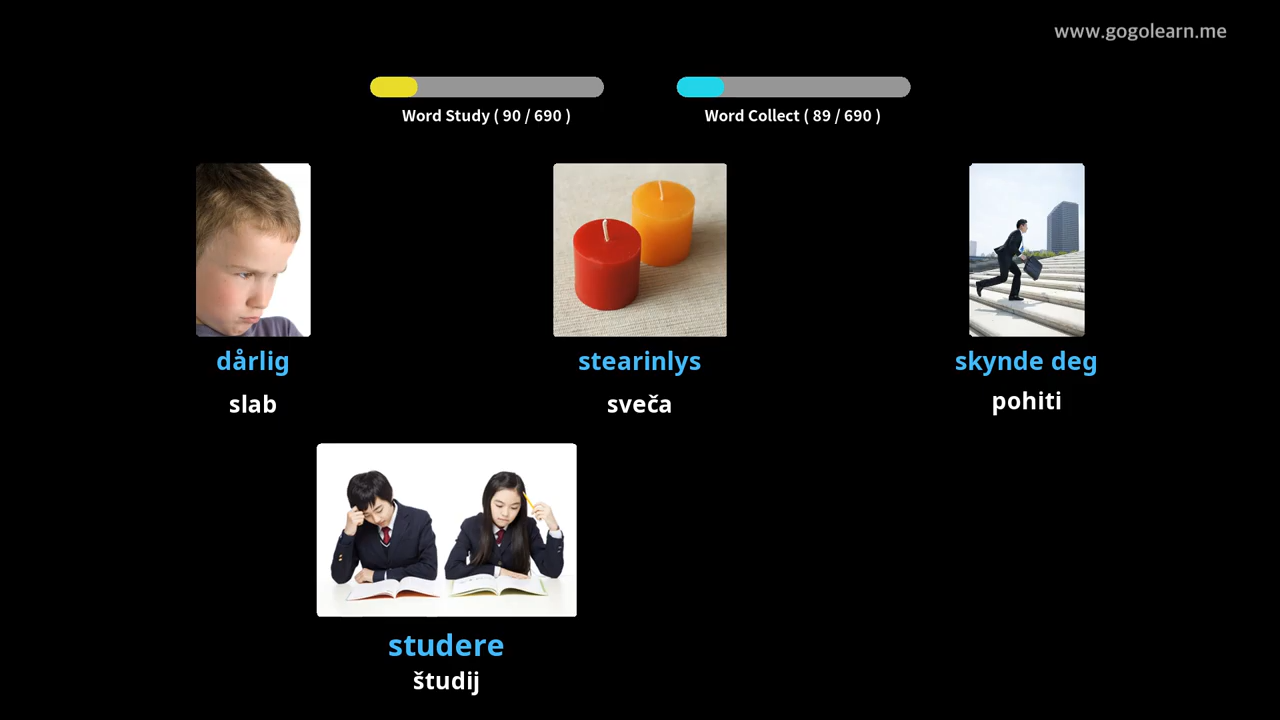 www.gogolearn.me
Word Study ( 90 / 690 )
Word Collect ( 89 / 690 )
dårlig
slab
stearinlys
sveča
skynde deg
pohiti
studere
študij